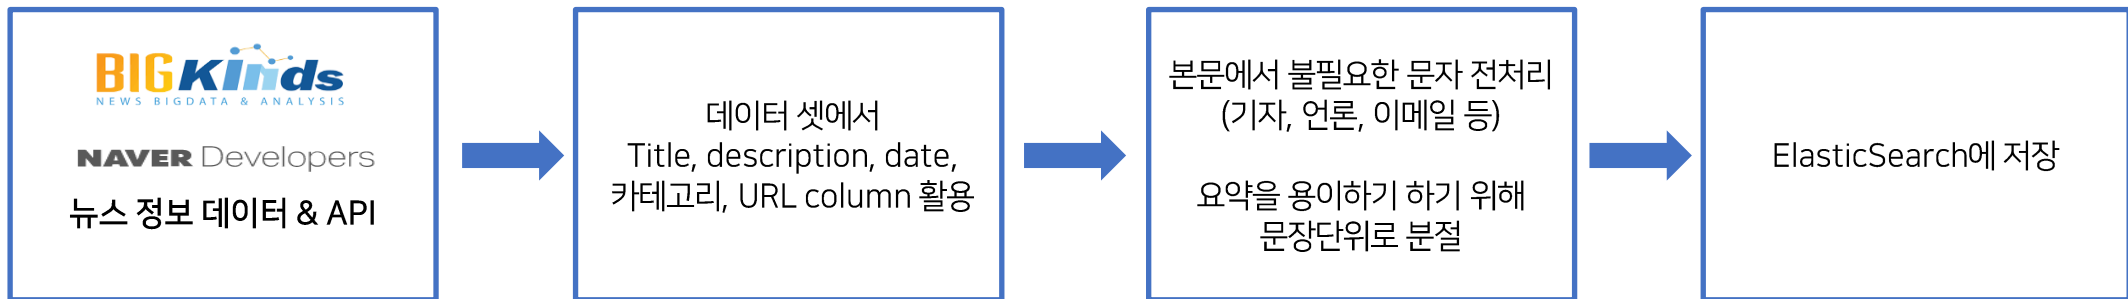 BIGKinds
NEWS BIGDATA & ANALYSIS
NAVER Developers
뉴스 정보 데이터 & API
데이터 셋에서
Title, description, date,
카테고리, URL column 활용
본문에서 불필요한 문자 전처리
(기자, 언론, 이메일 등)
요약을 용이하기 하기 위해
문장단위로 분절
ElasticSearch에 저장